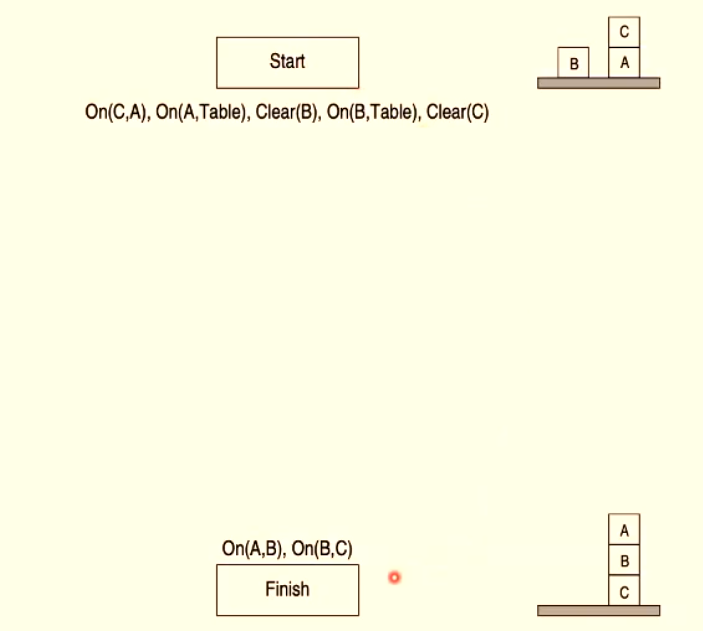 C
Start
B
A
On(C,A), On(A,Table), Clear(B), On(B,Table), Clear(C)
A
On(A,B), On(B,C)
B
Finish
C